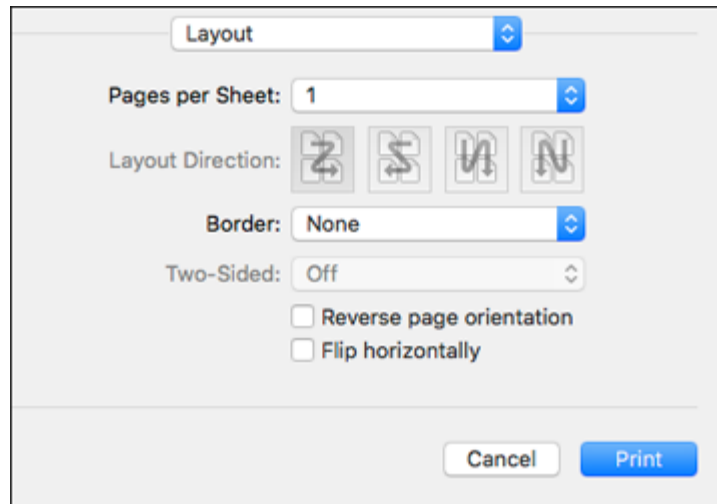 Layout
Pages per Sheet: 1
Layout Direction:
Border: None
Two-Sided: Off
Reverse page orientation
Flip horizontally
Cancel Print